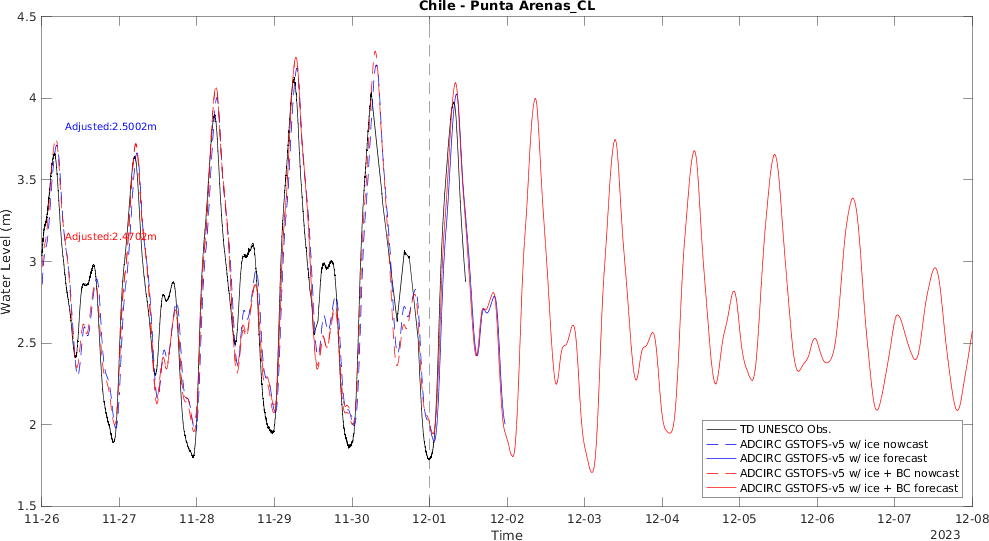 Chile - Punta Arenas_CL
4.5
4
3.5
3
2.5
2
1.5
Water Level (m)
Adjusted:2.5002m
Adjusted:2.4702m
TD UNESCO Obs.
ADCIRC GSTOFS-v5 w/ ice nowcast
ADCIRC GSTOFS-v5 w/ ice forecast
ADCIRC GSTOFS-v5 w/ ice + BC nowcast
ADCIRC GSTOFS-v5 w/ ice + BC forecast
11-26 11-27 11-28 11-29 11-30 12-01 12-02 12-03 12-04 12-05 12-06 12-07 12-08
Time
2023